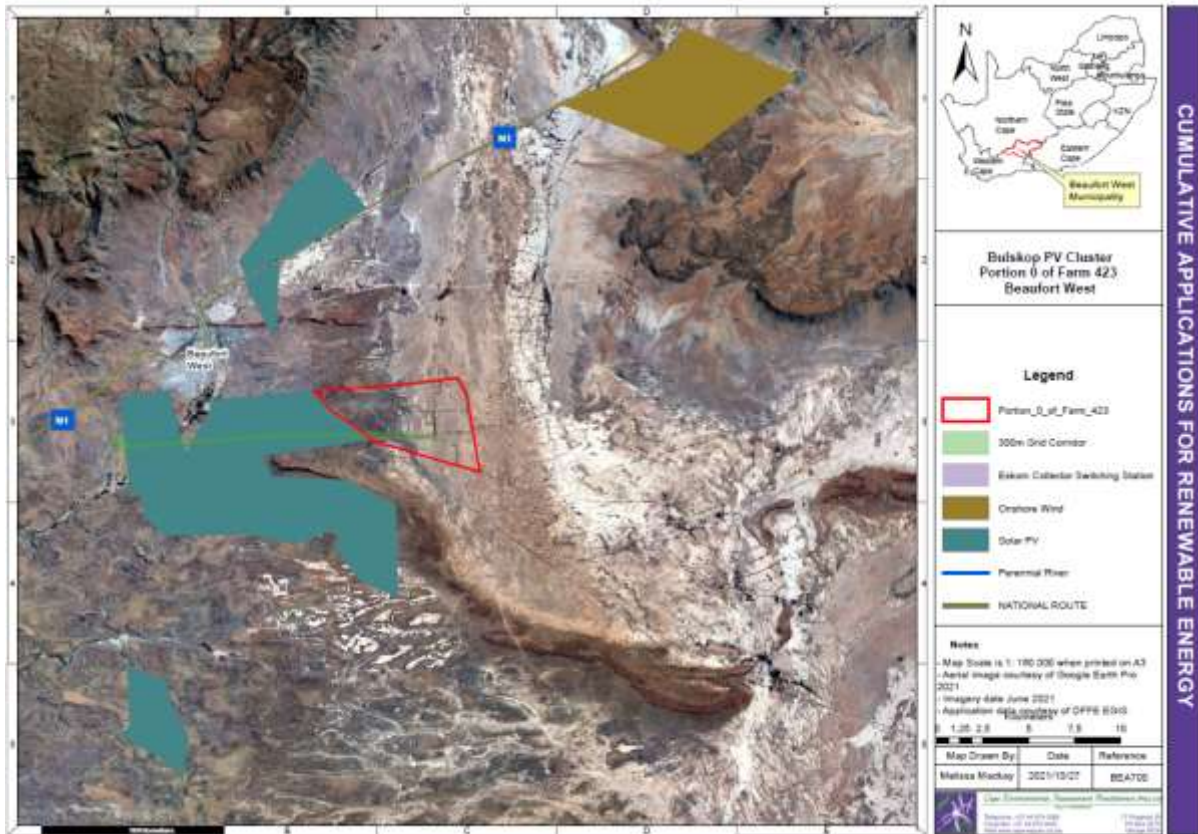 A B C D E
1
2
3
4
5
N1
Beaufort
West
N1
1
2
3
4
5
N
Limpopo
North
West
Free
State
KZN
Northern
Cape
Eastern
Cape
Western
Cape
Beaufort West
Municipality
Bulskop PV Cluster
Portion 0 of Farm 423
Beaufort West
Legend
Portion_0_of_Farm_423
300m Grid Corridor
Eskom Collector Switching Station
Onshore Wind
Solar PV
Perennial River
NATIONAL ROUTE
Notes
- Map Scale is 1: 180 000 when printed on A3
- Aerial image courtesy of Google Earth Pro
2021
- Imagery date June 2021
- Application data courtesy of DFFE EGIS
Kilometers
0 1,25 2,5 5 7,5 10
Map Drawn By: Date Reference
Melissa Mackay 2021/10/27 BEA700
CUMULATIVE APPLICATIONS FOR RENEWABLE ENERGY